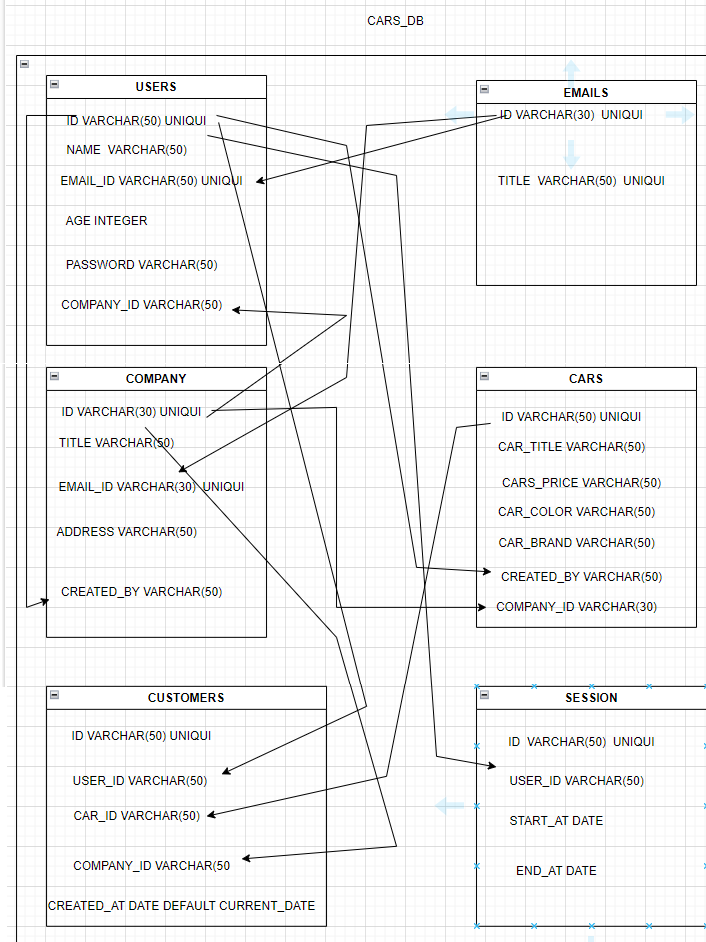 CARS_DB
USERS
ID VARCHAR(50) UNIQUI
NAME VARCHAR(50)
EMAIL_ID VARCHAR(50) UNIQUI
AGE INTEGER
PASSWORD VARCHAR(50)
COMPANY_ID VARCHAR(50)
EMAILS
ID VARCHAR(30) UNIQUI
TITLE VARCHAR(50) UNIQUI
COMPANY
ID VARCHAR(30) UNIQUI
TITLE VARCHAR(50)
EMAIL_ID VARCHAR(30) UNIQUI
ADDRESS VARCHAR(50)
CREATED_BY VARCHAR(50)
CARS
ID VARCHAR(50) UNIQUI
CAR_TITLE VARCHAR(50)
CARS_PRICE VARCHAR(50)
CAR_COLOR VARCHAR(50)
CAR_BRAND VARCHAR(50)
CREATED_BY VARCHAR(50)
COMPANY_ID VARCHAR(30)
CUSTOMERS
ID VARCHAR(50) UNIQUI
USER_ID VARCHAR(50)
CAR_ID VARCHAR(50)
COMPANY_ID VARCHAR(50
CREATED_AT DATE DEFAULT CURRENT_DATE
SESSION
ID VARCHAR(50) UNIQUI
USER_ID VARCHAR(50)
START_AT DATE
END_AT DATE